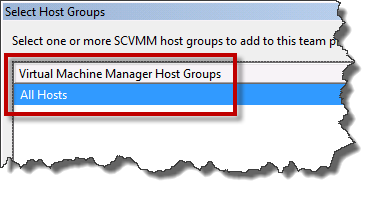 Select Host Groups
Select one or more SCVMM host groups to add to this team p
Virtual Machine Manager Host Groups
All Hosts